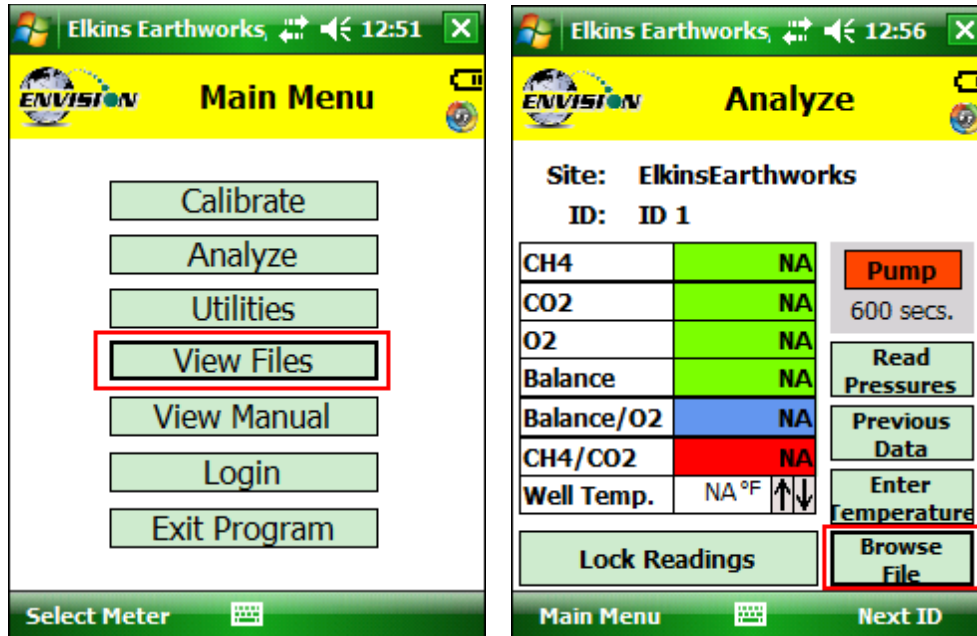 Elkins Earthworks, 12:51
ENVISION Main Menu
Calibrate
Analyze
Utilities
View Files
View Manual
Login
Exit Program
Select Meter
Elkins Earthworks, 12:56
ENVISION Analyze
Site: ElkinsEarthworks
ID: ID 1
CH4 NA
CO2 NA
O2 NA
Balance NA
Balance/O2 NA
CH4/CO2 NA
Well Temp. NA°F
Pump
600 secs.
Read
Pressures
Previous
Data
Enter
Temperature
Lock Readings
Browse
File
Main Menu Next ID